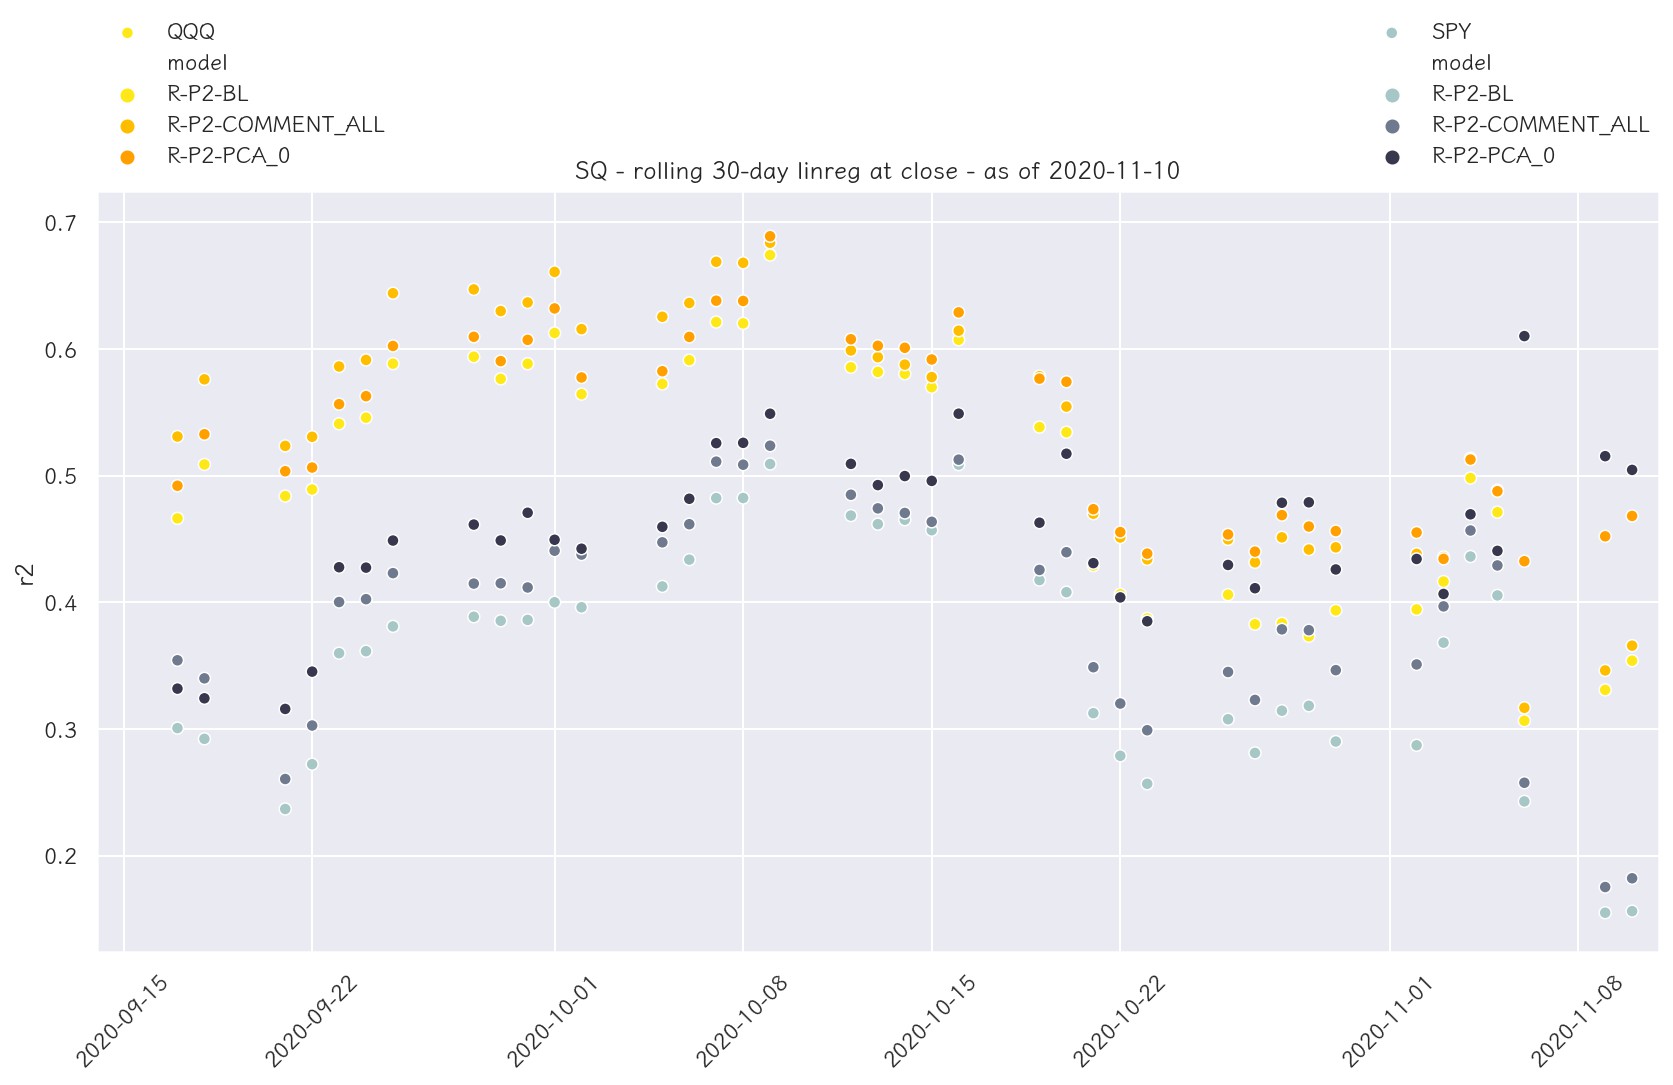 QQQ
model
R-P2-BL
R-P2-COMMENT_ALL
R-P2-PCA_0
SPY
model
R-P2-BL
R-P2-COMMENT_ALL
R-P2-PCA_0
SQ - rolling 30-day linreg at close - as of 2020-11-10
0.7
0.6
0.5
0.4
0.3
0.2
r2
2020-09-15
2020-09-22
2020-10-01
2020-10-08
2020-10-15
2020-10-22
2020-11-01
2020-11-08